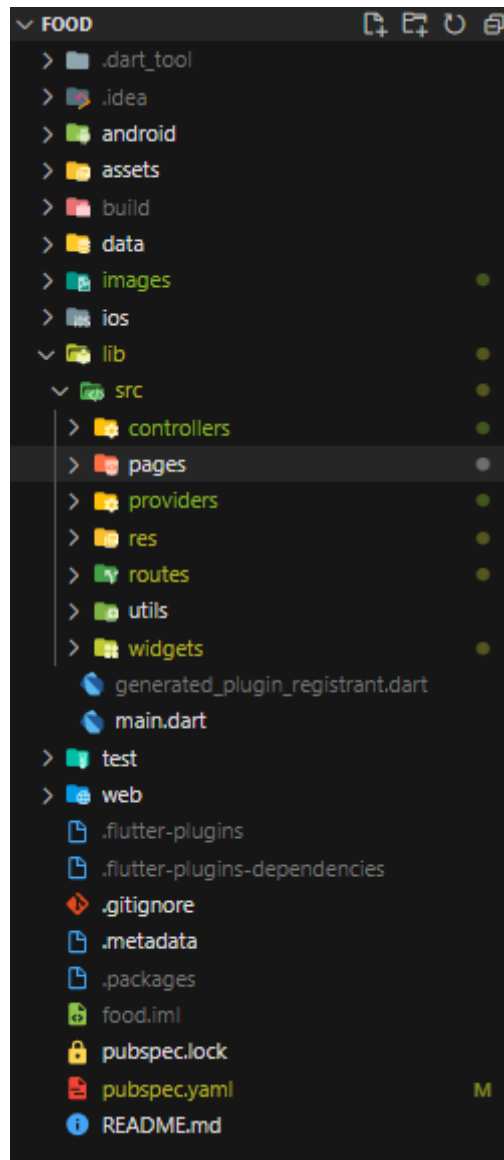 FOOD
.dart_tool
.idea
android
assets
build
data
images
ios
lib
src
controllers
pages
providers
res
routes
utils
widgets
generated_plugin_registrant.dart
main.dart
test
web
.flutter-plugins
.flutter-plugins-dependencies
.gitignore
.metadata
.packages
food.iml
pubspec.lock
pubspec.yaml M
README.md